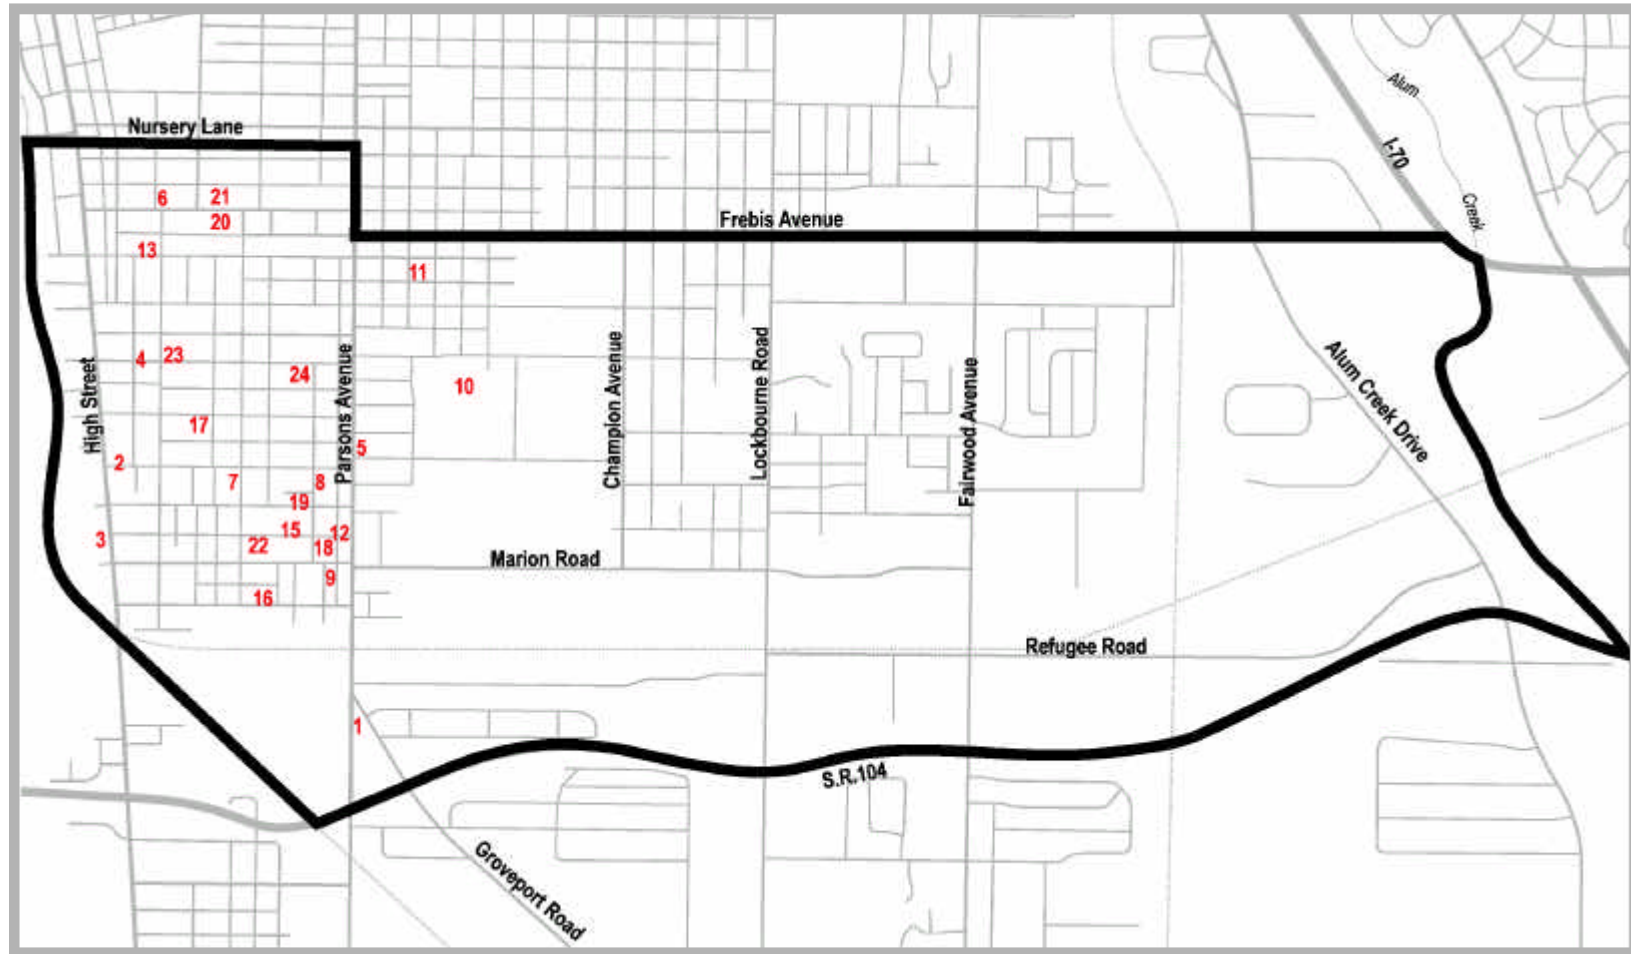 Alum
Nursery Lane
I-70
6
21
Creek
20
Frebis Avenue
13
11
4
23
24
10
High Street
Parsons Avenue
Champion Avenue
Lockbourne Road
Fairwood Avenue
Alum Creek Drive
17
5
2
7
8
19
3
15
12
22
18
Marion Road
9
16
Refugee Road
1
S.R.104
Groveport Road